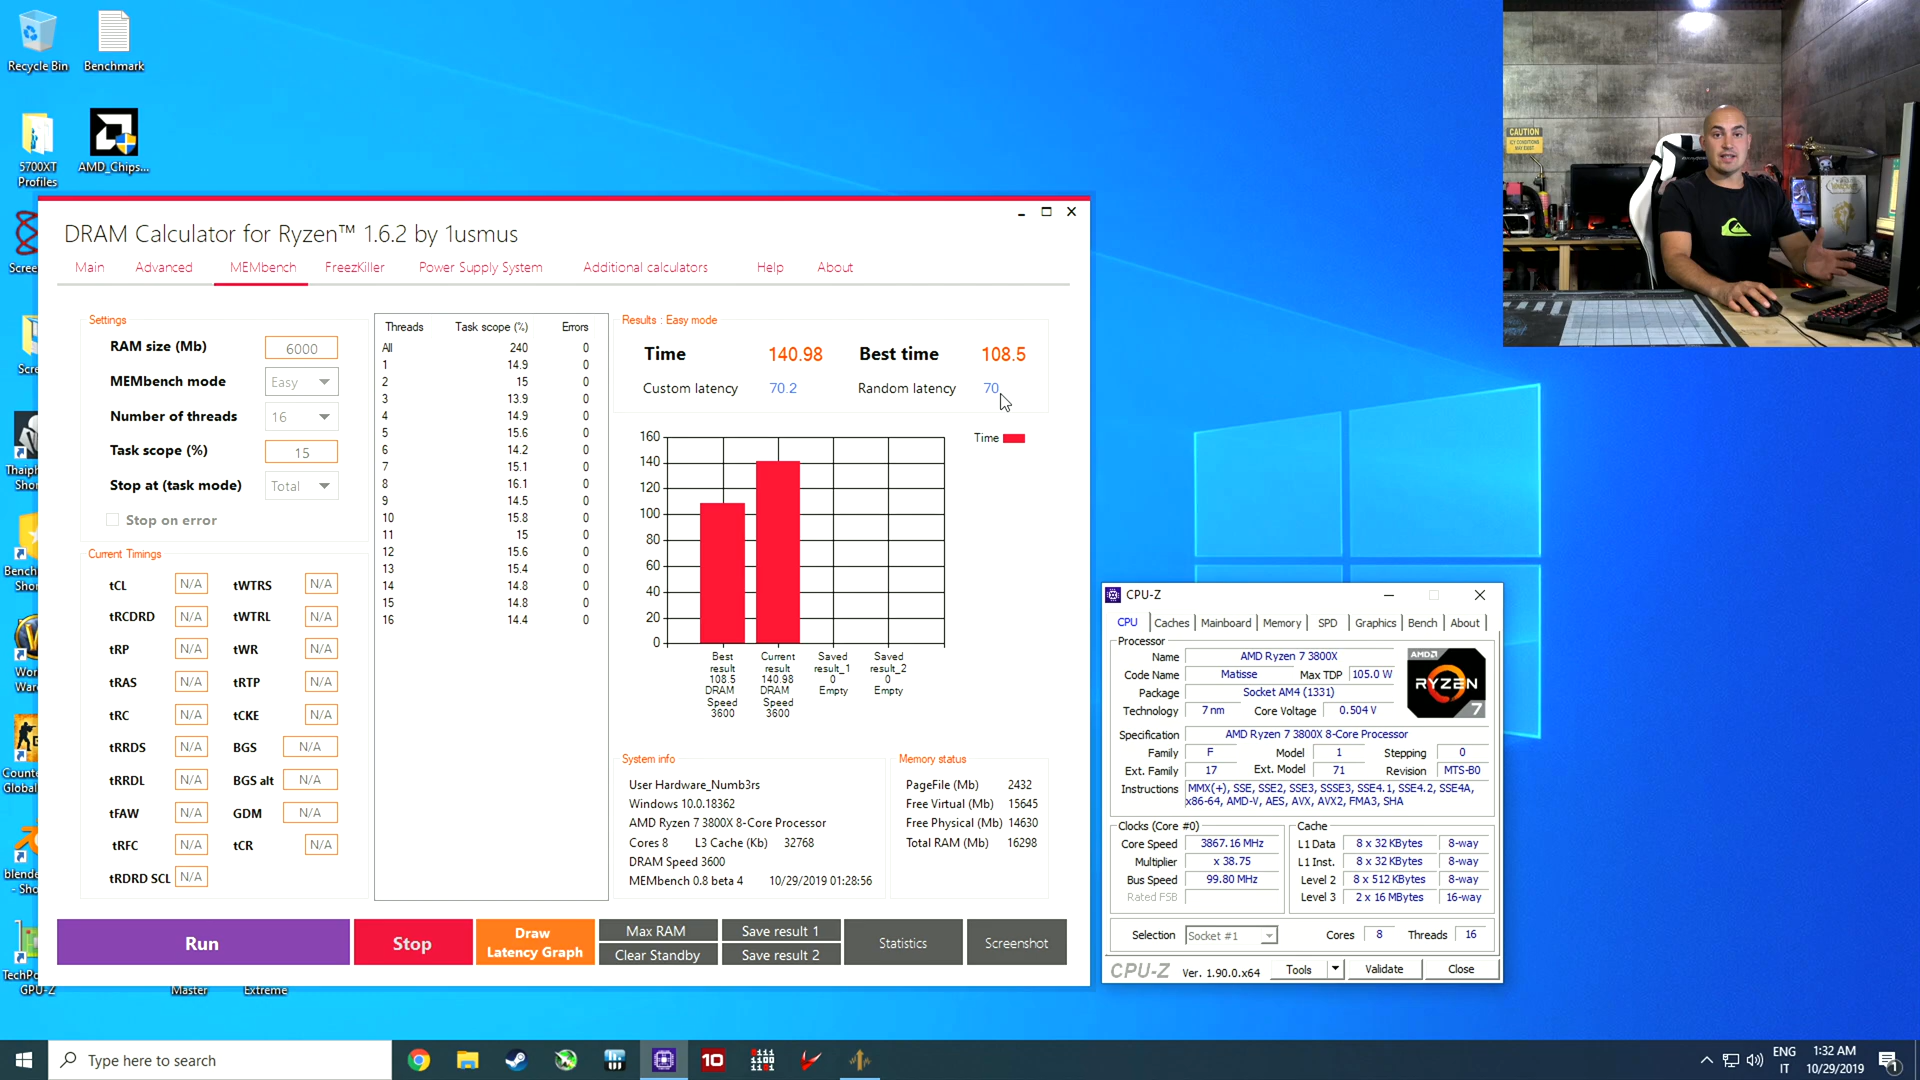 Recycle Bin
Benchmark
5700XT
Profiles
AMD_Chips...
DRAM Calculator for Ryzen™ 1.6.2 by 1usmus
Main Advanced MEMbench FreezKiller Power Supply System Additional calculators Help About
Settings
RAM size (Mb) 6000
MEMbench mode Easy
Number of threads 16
Task scope (%) 15
Stop at (task mode) Total
Stop on error
Current Timings
tCL N/A tWTRS N/A
tRCDRD N/A tWTRL N/A
tRP N/A tWR N/A
tRAS N/A tRTP N/A
tRC N/A tCKE N/A
tRRDS N/A BGS N/A
tRRDL N/A BGS alt N/A
tFAW N/A GDM N/A
tRFC N/A tCR N/A
tRDRD SCL N/A
Threads Task scope (%) Errors
All 240 0
1 14.9 0
2 15 0
3 13.9 0
4 14.9 0
5 15.6 0
6 14.2 0
7 15.1 0
8 16.1 0
9 14.5 0
10 15.8 0
11 15 0
12 15.6 0
13 15.4 0
14 14.8 0
15 14.8 0
16 14.4 0
Results : Easy mode
Time 140.98 Best time 108.5
Custom latency 70.2 Random latency 70
Time
160
140
120
100
80
60
40
20
0
Best Current Saved Saved
result result result_1 result_2
108.5 140.98 0 0
DRAM DRAM Empty Empty
Speed Speed
3600 3600
System info
User Hardware_Numb3rs
Windows 10.0.18362
AMD Ryzen 7 3800X 8-Core Processor
Cores 8 L3 Cache (Kb) 32768
DRAM Speed 3600
MEMbench 0.8 beta 4 10/29/2019 01:28:56
Memory status
PageFile (Mb) 2432
Free Virtual (Mb) 15645
Free Physical (Mb) 14630
Total RAM (Mb) 16298
Run
Stop
Draw
Latency Graph
Max RAM
Clear Standby
Save result 1
Save result 2
Statistics
Screenshot
Scree
Scre
Thaiph
Shor
Bench
Shor
Wor
War
Counte
Global
blende
- Sho
TechPo
GPU-Z
Master
Extreme
CAUTION
CPU-Z
CPU Caches Mainboard Memory SPD Graphics Bench About
Processor
Name AMD Ryzen 7 3800X
Code Name Matisse Max TDP 105.0 W
Package Socket AM4 (1331)
Technology 7 nm Core Voltage 0.504 V
AMD
RYZEN
7
Specification AMD Ryzen 7 3800X 8-Core Processor
Family F Model 1 Stepping 0
Ext. Family 17 Ext. Model 71 Revision MTS-B0
Instructions MMX(+), SSE, SSE2, SSE3, SSSE3, SSE4.1, SSE4.2, SSE4A,
x86-64, AMD-V, AES, AVX, AVX2, FMA3, SHA
Clocks (Core #0)
Core Speed 3867.16 MHz
Multiplier x 38.75
Bus Speed 99.80 MHz
Rated FSB
Cache
L1 Data 8 x 32 KBytes 8-way
L1 Inst. 8 x 32 KBytes 8-way
Level 2 8 x 512 KBytes 8-way
Level 3 2 x 16 MBytes 16-way
Selection Socket #1 Cores 8 Threads 16
CPU-Z Ver. 1.90.0.x64 Tools Validate Close
Type here to search
10
ENG
IT
1:32 AM
10/29/2019
1